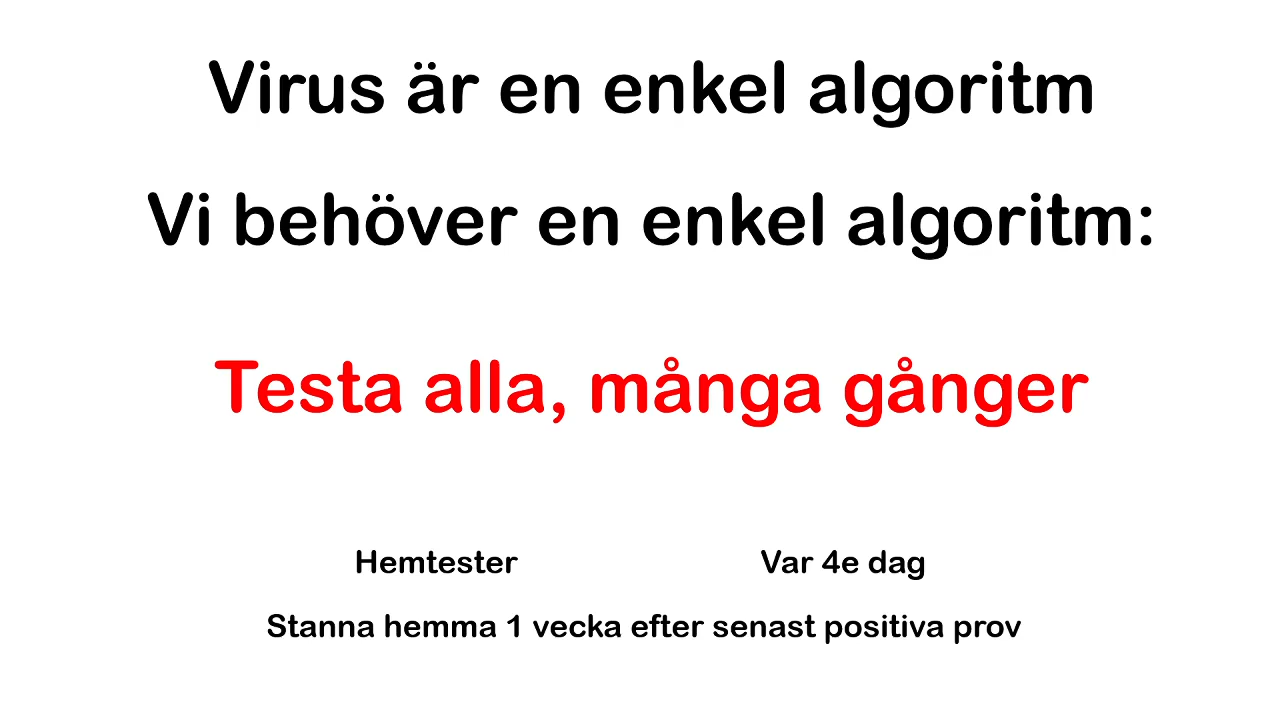 Virus är en enkel algoritm
Vi behöver en enkel algoritm:
Testa alla, många gånger
Hemtester Var 4e dag
Stanna hemma 1 vecka efter senast positiva prov